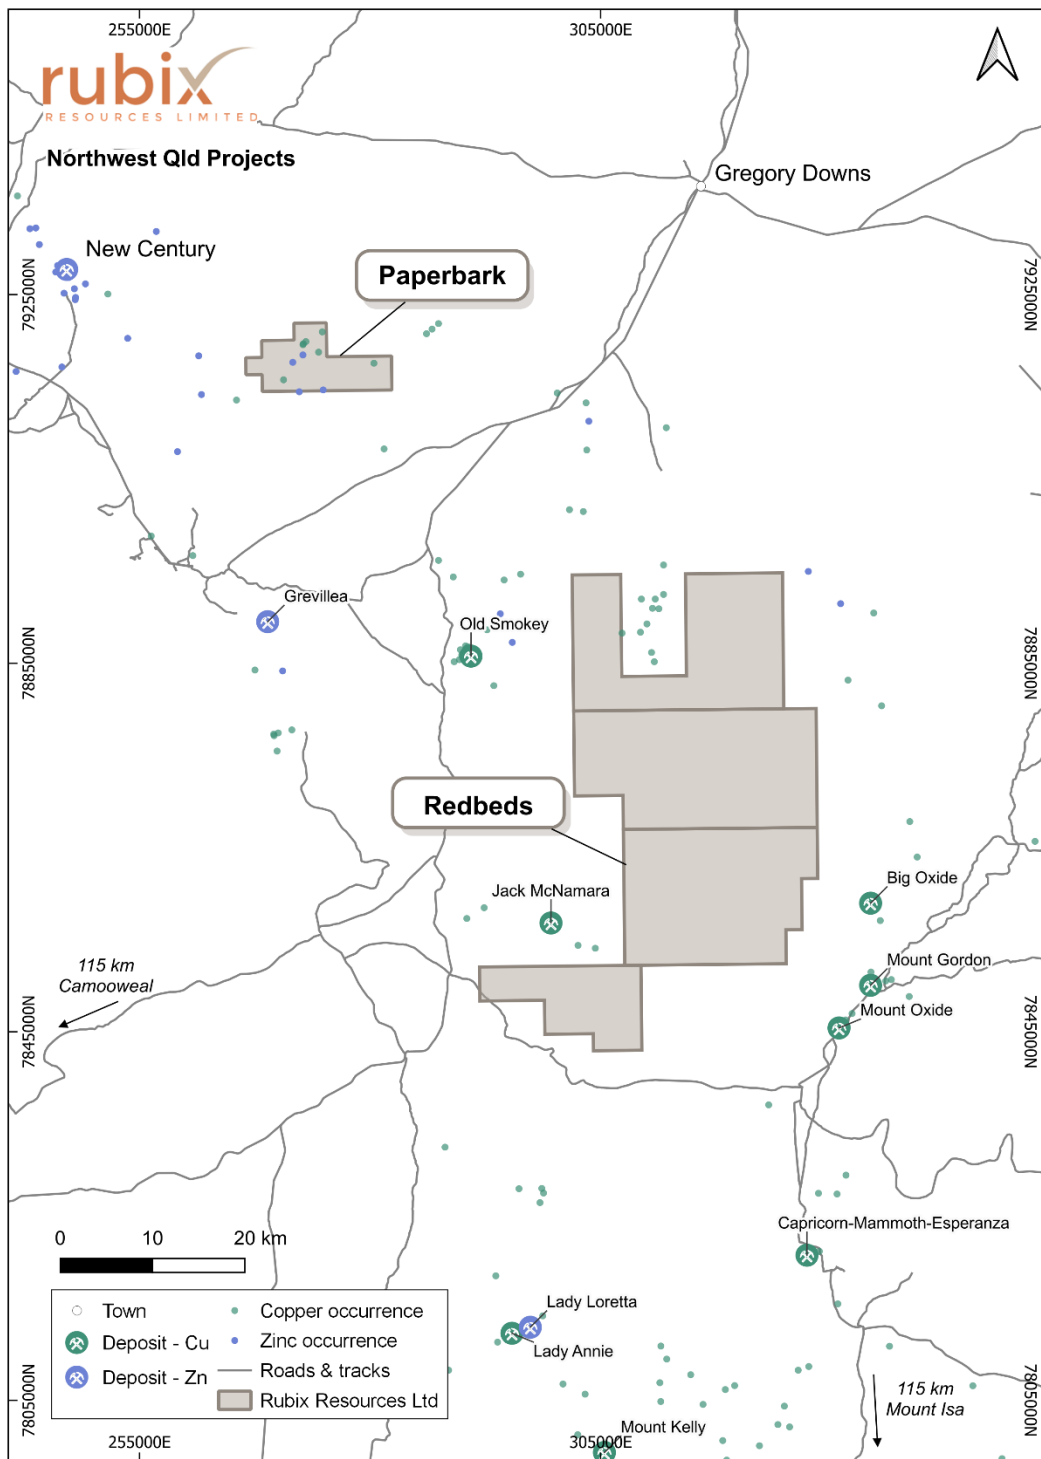 255000E
305000E
rubix
RESOURCES LIMITED
Northwest Qld Projects
Gregory Downs
New Century
Paperbark
7925000N
7925000N
Grevillea
Old Smokey
7885000N
7885000N
Redbeds
Jack McNamara
Big Oxide
Mount Gordon
115 km
Camooweal
Mount Oxide
7845000N
7845000N
Capricorn-Mammoth-Esperanza
0 10 20 km
Lady Loretta
Lady Annie
Town
Deposit - Cu
Deposit - Zn
Copper occurrence
Zinc occurrence
Roads & tracks
Rubix Resources Ltd
115 km
Mount Isa
7805000N
7805000N
Mount Kelly
255000E
305000E